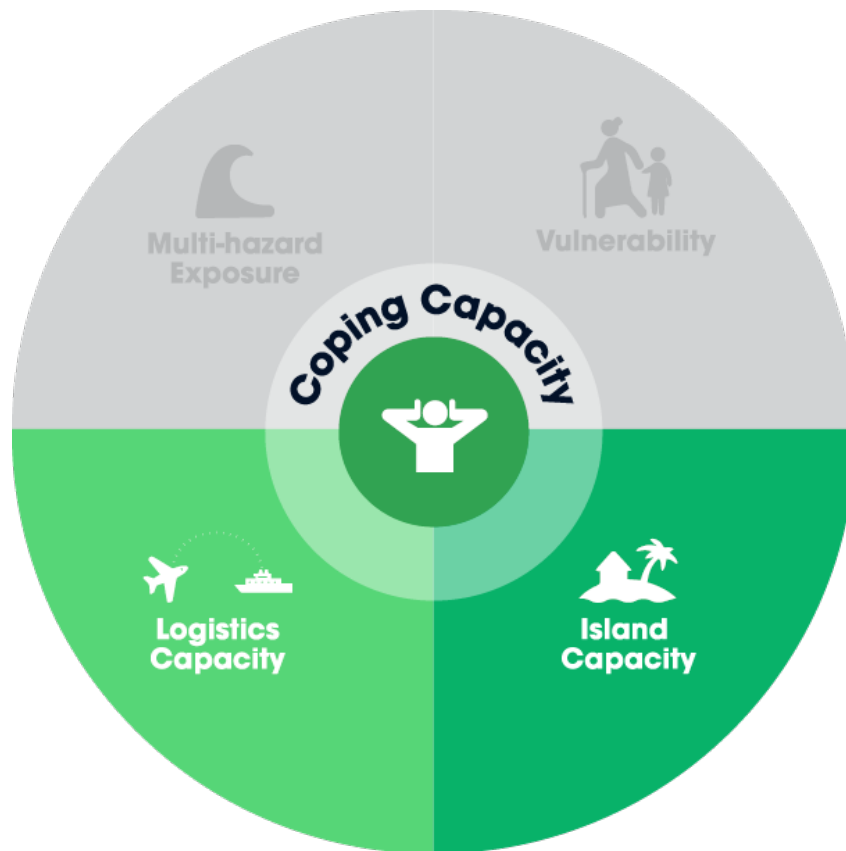 Multi-hazard
Exposure
Vulnerability
Coping Capacity
Logistics
Capacity
Island
Capacity